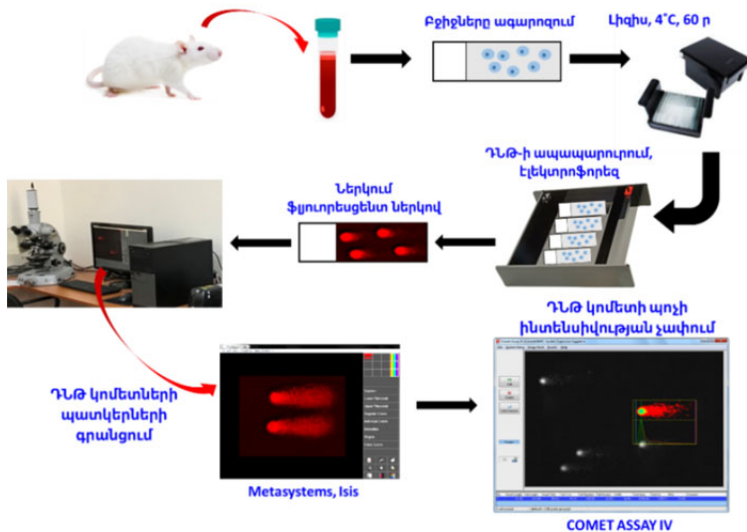 Բջիջները ագարոզում
Լիզիս, 4˚C, 60 ր
ԴՆԹ-ի ապապարուրում,
էլեկտրոֆորեզ
Ներկում
ֆլյուորեսցենտ ներկով
ԴՆԹ կոմետի պոչի
ինտենսիվության չափում
ԴՆԹ կոմետների
պատկերների
գրանցում
Metasystems, Isis
COMET ASSAY IV